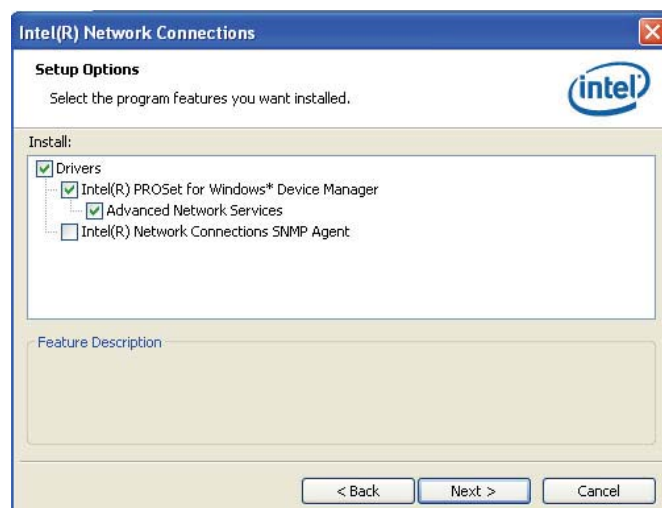 Intel(R) Network Connections
Setup Options
Select the program features you want installed.
intel
Install:
Drivers
Intel(R) PROSet for Windows* Device Manager
Advanced Network Services
Intel(R) Network Connections SNMP Agent
Feature Description
< Back
Next >
Cancel